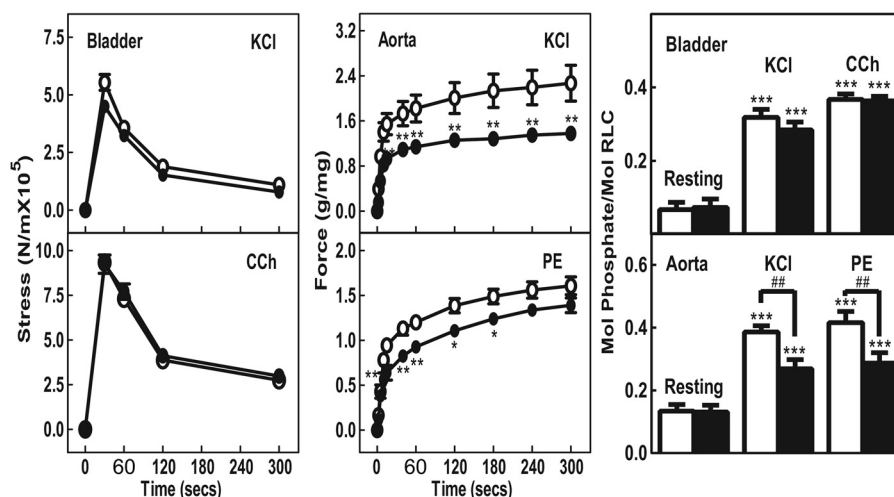 Bladder KCl
7.5
5.0
2.5
0.0
Stress (N/mX10⁵)
CCh
10.0
7.5
5.0
2.5
0.0
0 60 120 180 240 300
Time (secs)
Aorta KCl
2.4
1.6
0.8
0.0
** ** ** ** ** ** ** **
Force (g/mg)
PE
2.0
1.5
1.0
0.5
0.0
** ** ** * *
0 60 120 180 240 300
Time (secs)
Bladder
KCl CCh
*** *** *** ***
0.4
0.2
Resting
Mol Phosphate/Mol RLC
Aorta KCl PE
## ##
*** *** *** ***
0.6
0.4
0.2
0.0
Resting